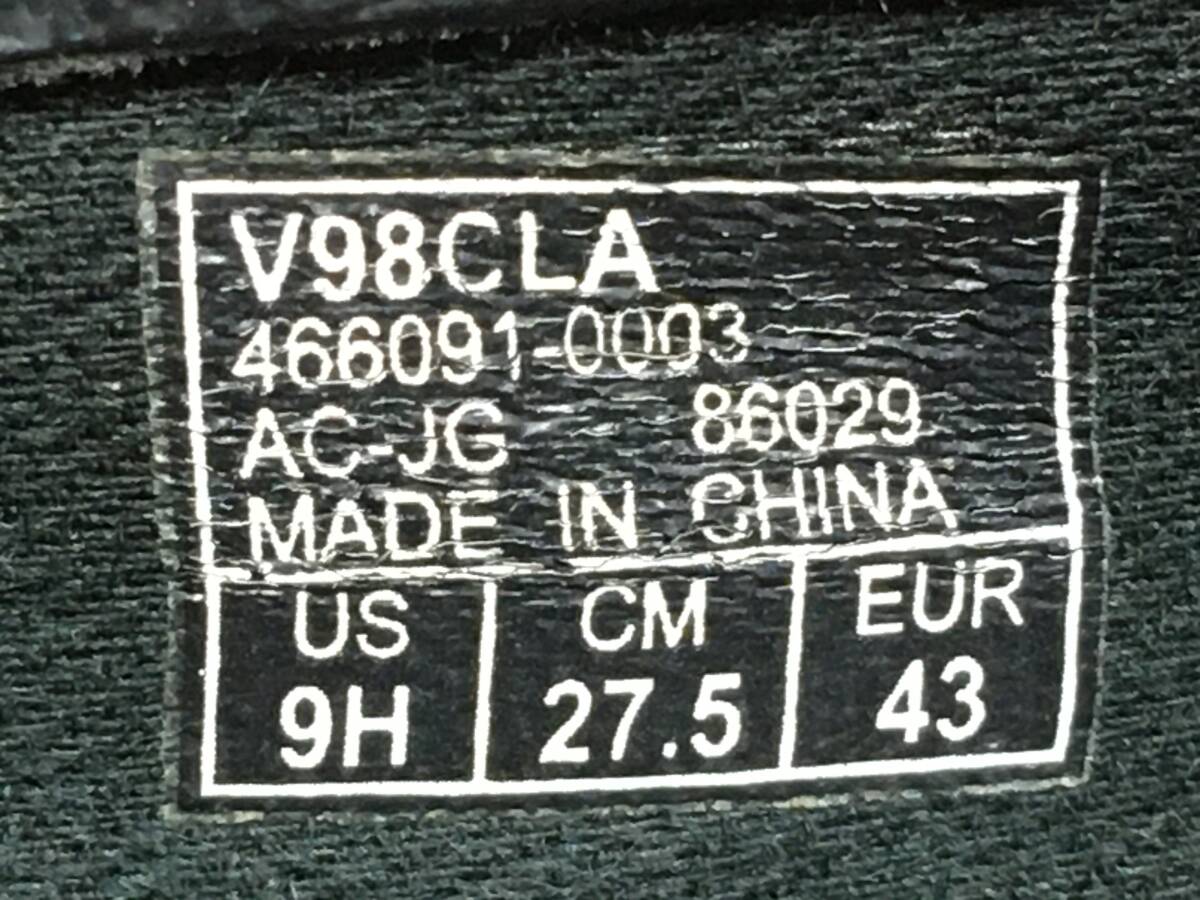 V98CLA
466091-0003
AC-JG 86029
MADE IN CHINA
US CM EUR
9H 27.5 43